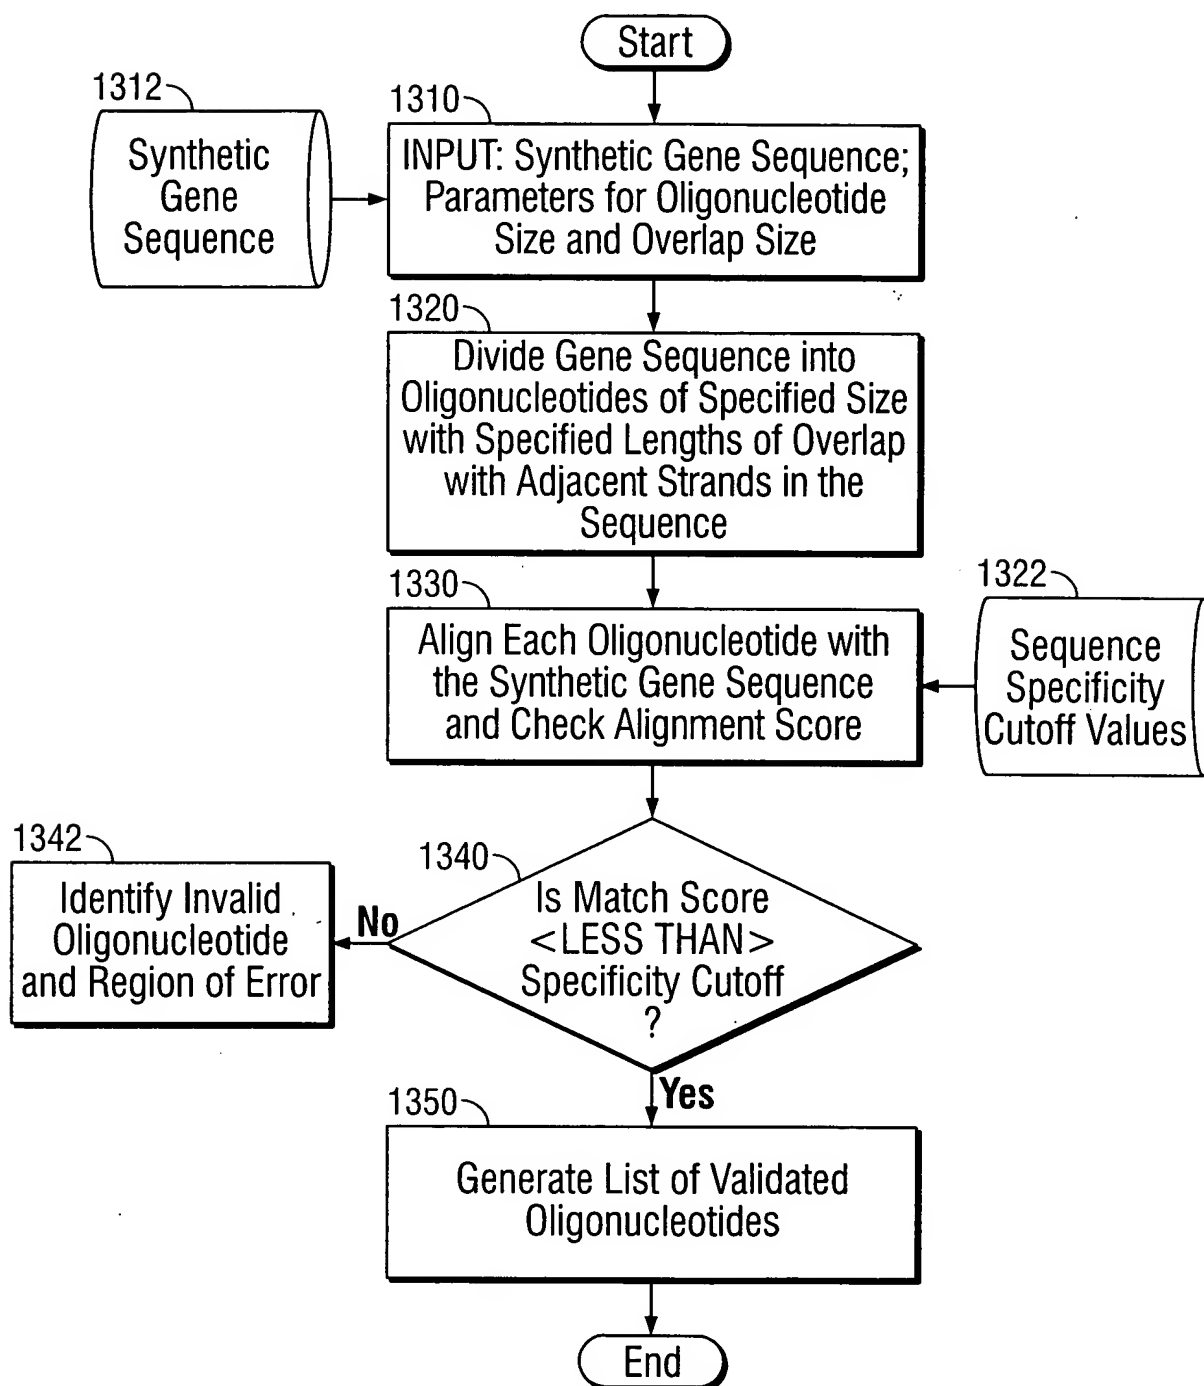 Start
1312
Synthetic
Gene
Sequence
1310
INPUT: Synthetic Gene Sequence;
Parameters for Oligonucleotide
Size and Overlap Size
1320
Divide Gene Sequence into
Oligonucleotides of Specified Size
with Specified Lengths of Overlap
with Adjacent Strands in the
Sequence
1330
Align Each Oligonucleotide with
the Synthetic Gene Sequence
and Check Alignment Score
1322
Sequence
Specificity
Cutoff Values
1340
Is Match Score
<LESS THAN>
Specificity Cutoff
?
No
1342
Identify Invalid
Oligonucleotide
and Region of Error
Yes
1350
Generate List of Validated
Oligonucleotides
End